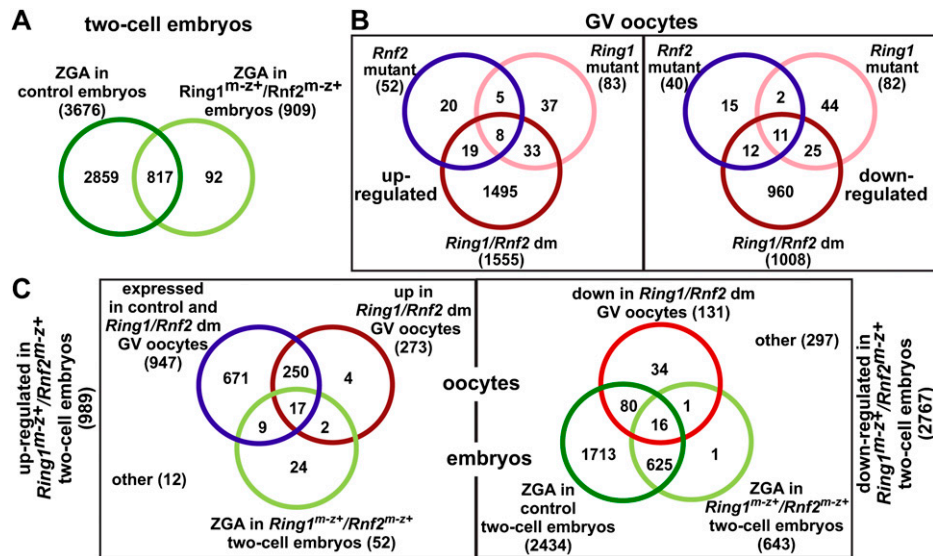 A
two-cell embryos
ZGA in
control embryos
(3676)
ZGA in
Ring1m-z+/Rnf2m-z+
embryos (909)
2859
817
92
B
GV oocytes
Rnf2
mutant
(52)
Ring1
mutant
(83)
20
5
37
8
19
33
1495
up-
regulated
Ring1/Rnf2 dm
(1555)
Rnf2
mutant
(40)
Ring1
mutant
(82)
15
2
44
11
12
25
960
down-
regulated
Ring1/Rnf2 dm
(1008)
C
up-regulated in
Ring1m-z+/Rnf2m-z+
two-cell embryos
(989)
expressed
in control and
Ring1/Rnf2 dm
GV oocytes
(947)
up in
Ring1/Rnf2 dm
GV oocytes
(273)
671
250
4
17
9
2
24
other (12)
ZGA in Ring1m-z+/Rnf2m-z+
two-cell embryos (52)
oocytes
embryos
down in Ring1/Rnf2 dm
GV oocytes (131)
other (297)
34
80
1
16
1713
625
1
ZGA in
control
two-cell embryos
(2434)
ZGA in
Ring1m-z+/Rnf2m-z+
two-cell embryos
(643)
down-regulated in
Ring1m-z+/Rnf2m-z+
two-cell embryos
(2767)